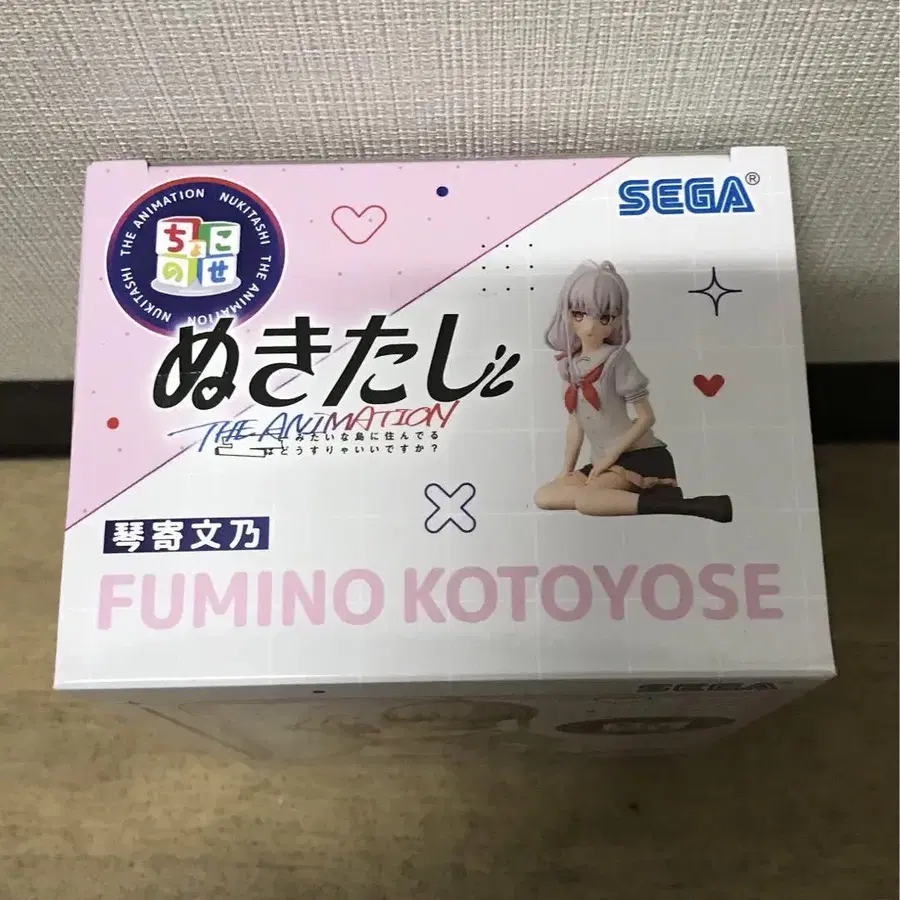 NUKITASHI THE ANIMATION NUKITASHI THE ANIMATION
ちょこ
のせ
SEGA®
ぬきたし
THE ANIMATION
みたいな島に住んでる
どうすりゃいいですか？
琴寄文乃
FUMINO KOTOYOSE
SEGA